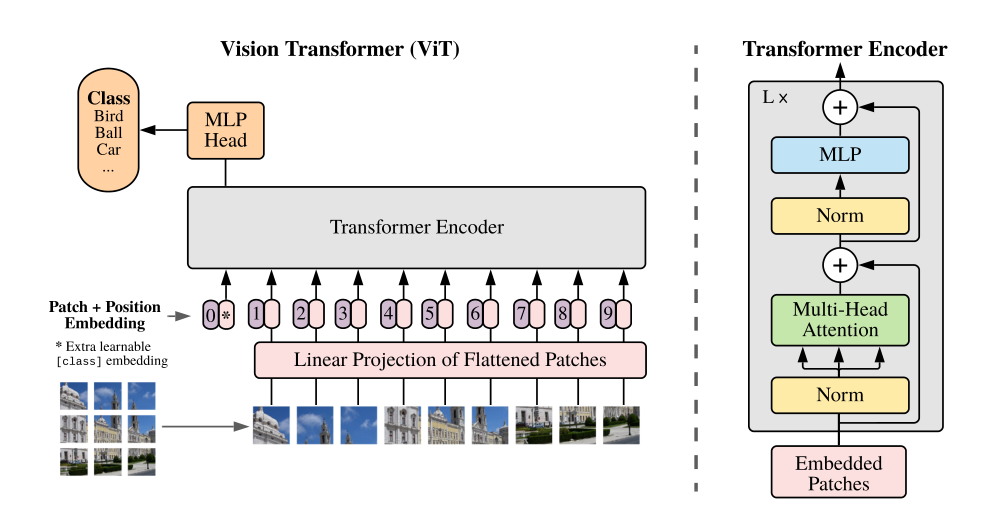 Vision Transformer (ViT)
Class
Bird
Ball
Car
...
MLP
Head
Transformer Encoder
Patch + Position
Embedding
0 * 1 2 3 4 5 6 7 8 9
* Extra learnable
[class] embedding
Linear Projection of Flattened Patches
Transformer Encoder
L x
+
MLP
Norm
+
Multi-Head
Attention
Norm
Embedded
Patches